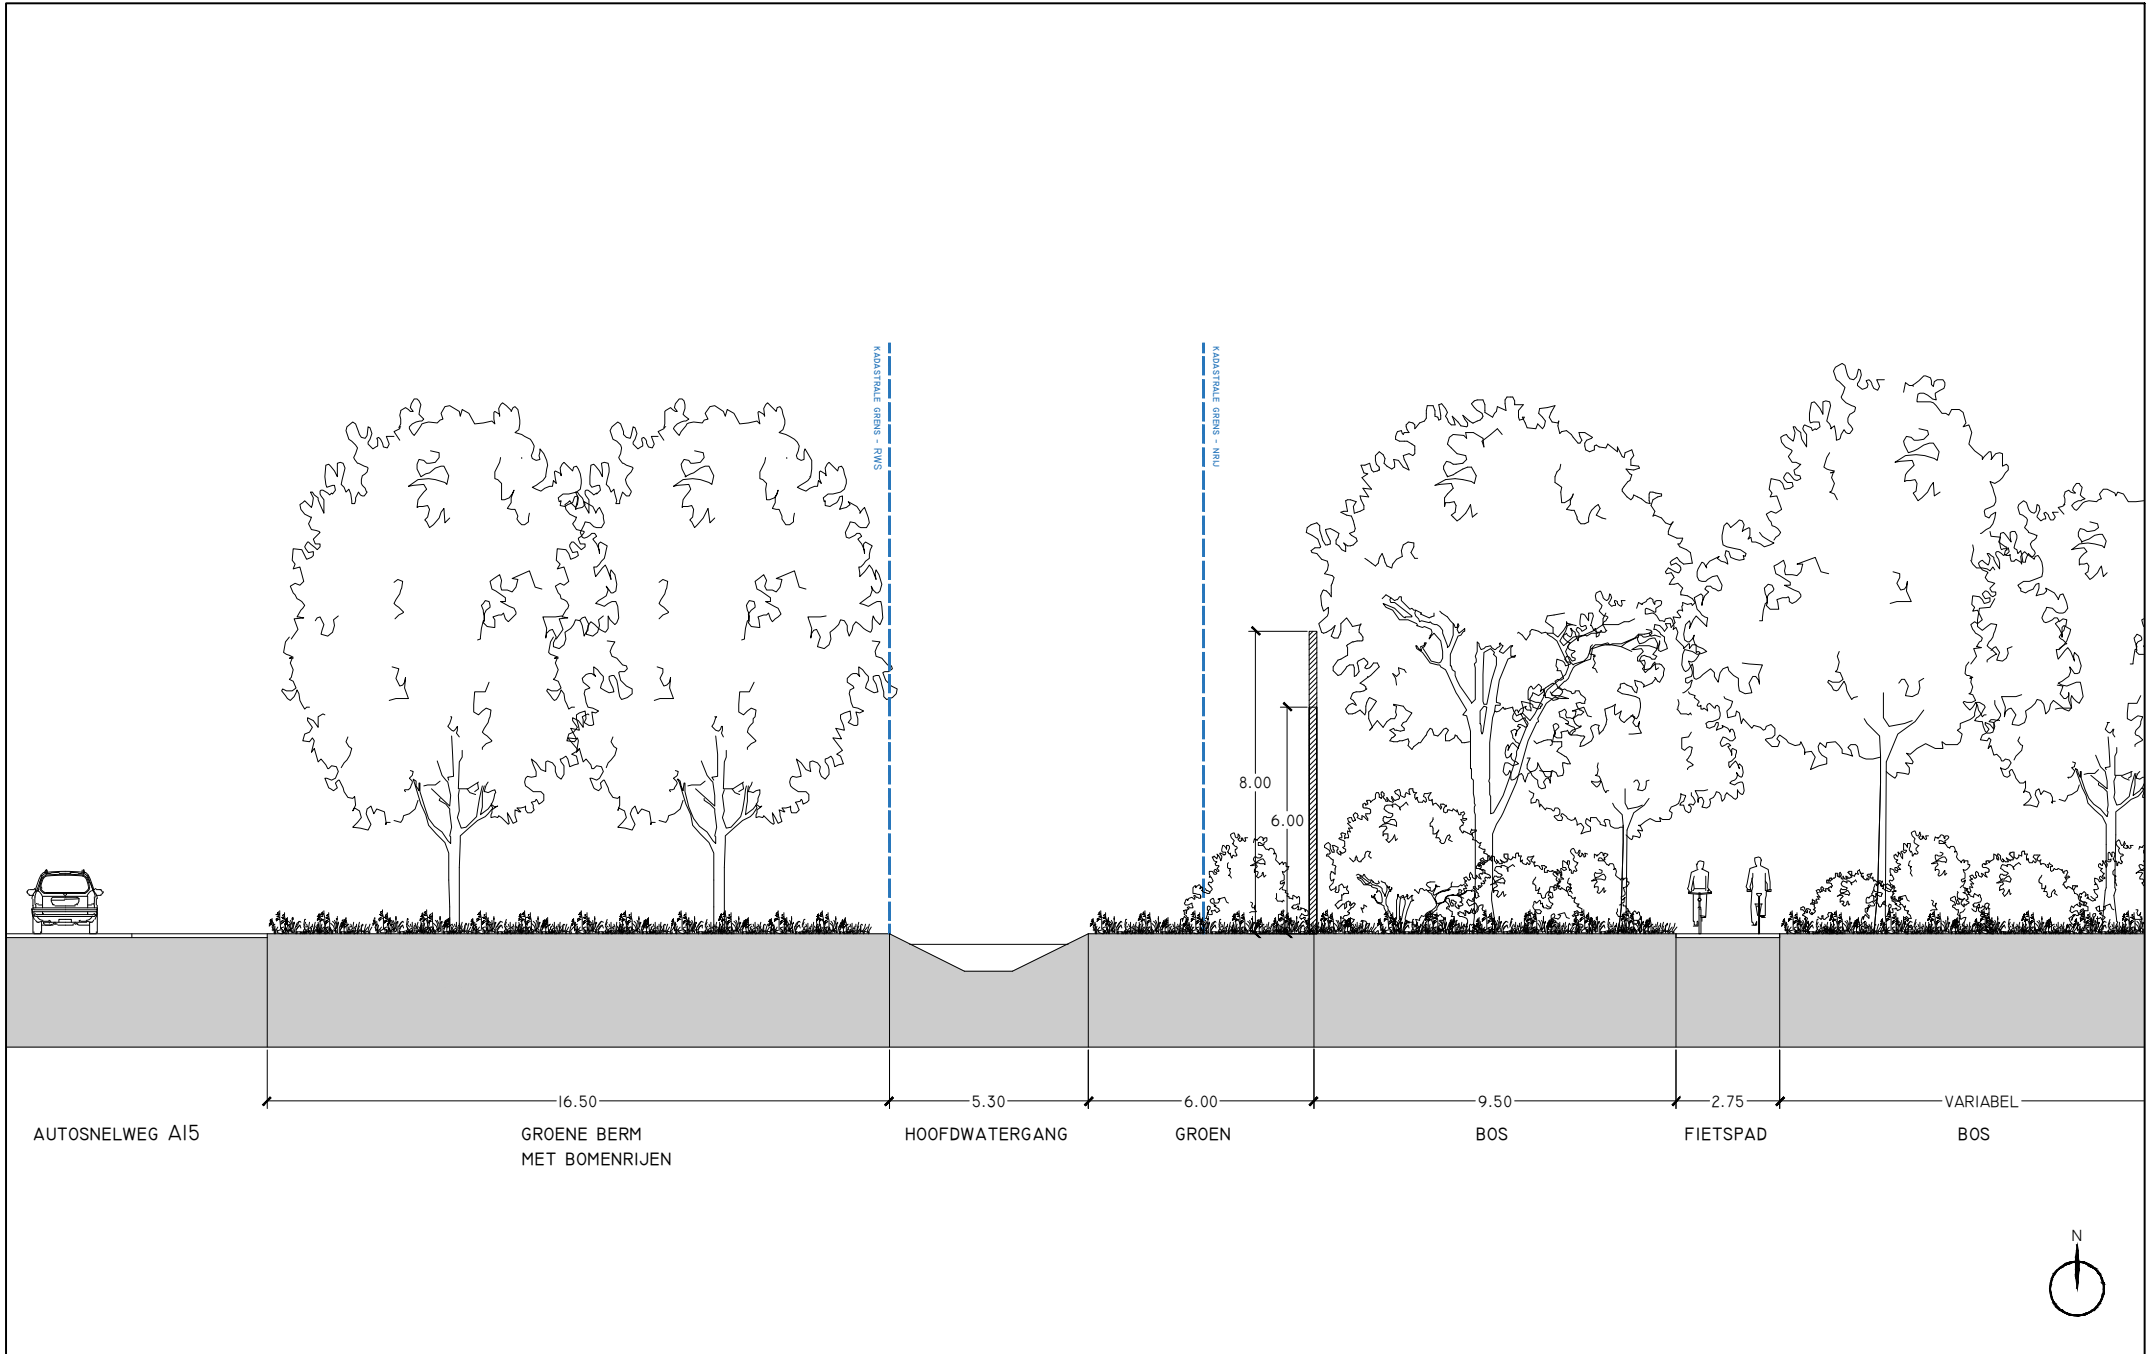 KADASTRALE GRENS - RWS
KADASTRALE GRENS - NRIJ
8.00
6.00
16.50
5.30
6.00
9.50
2.75
VARIABEL
AUTOSNELWEG A15
GROENE BERM
MET BOMENRIJEN
HOOFDWATERGANG
GROEN
BOS
FIETSPAD
BOS
N